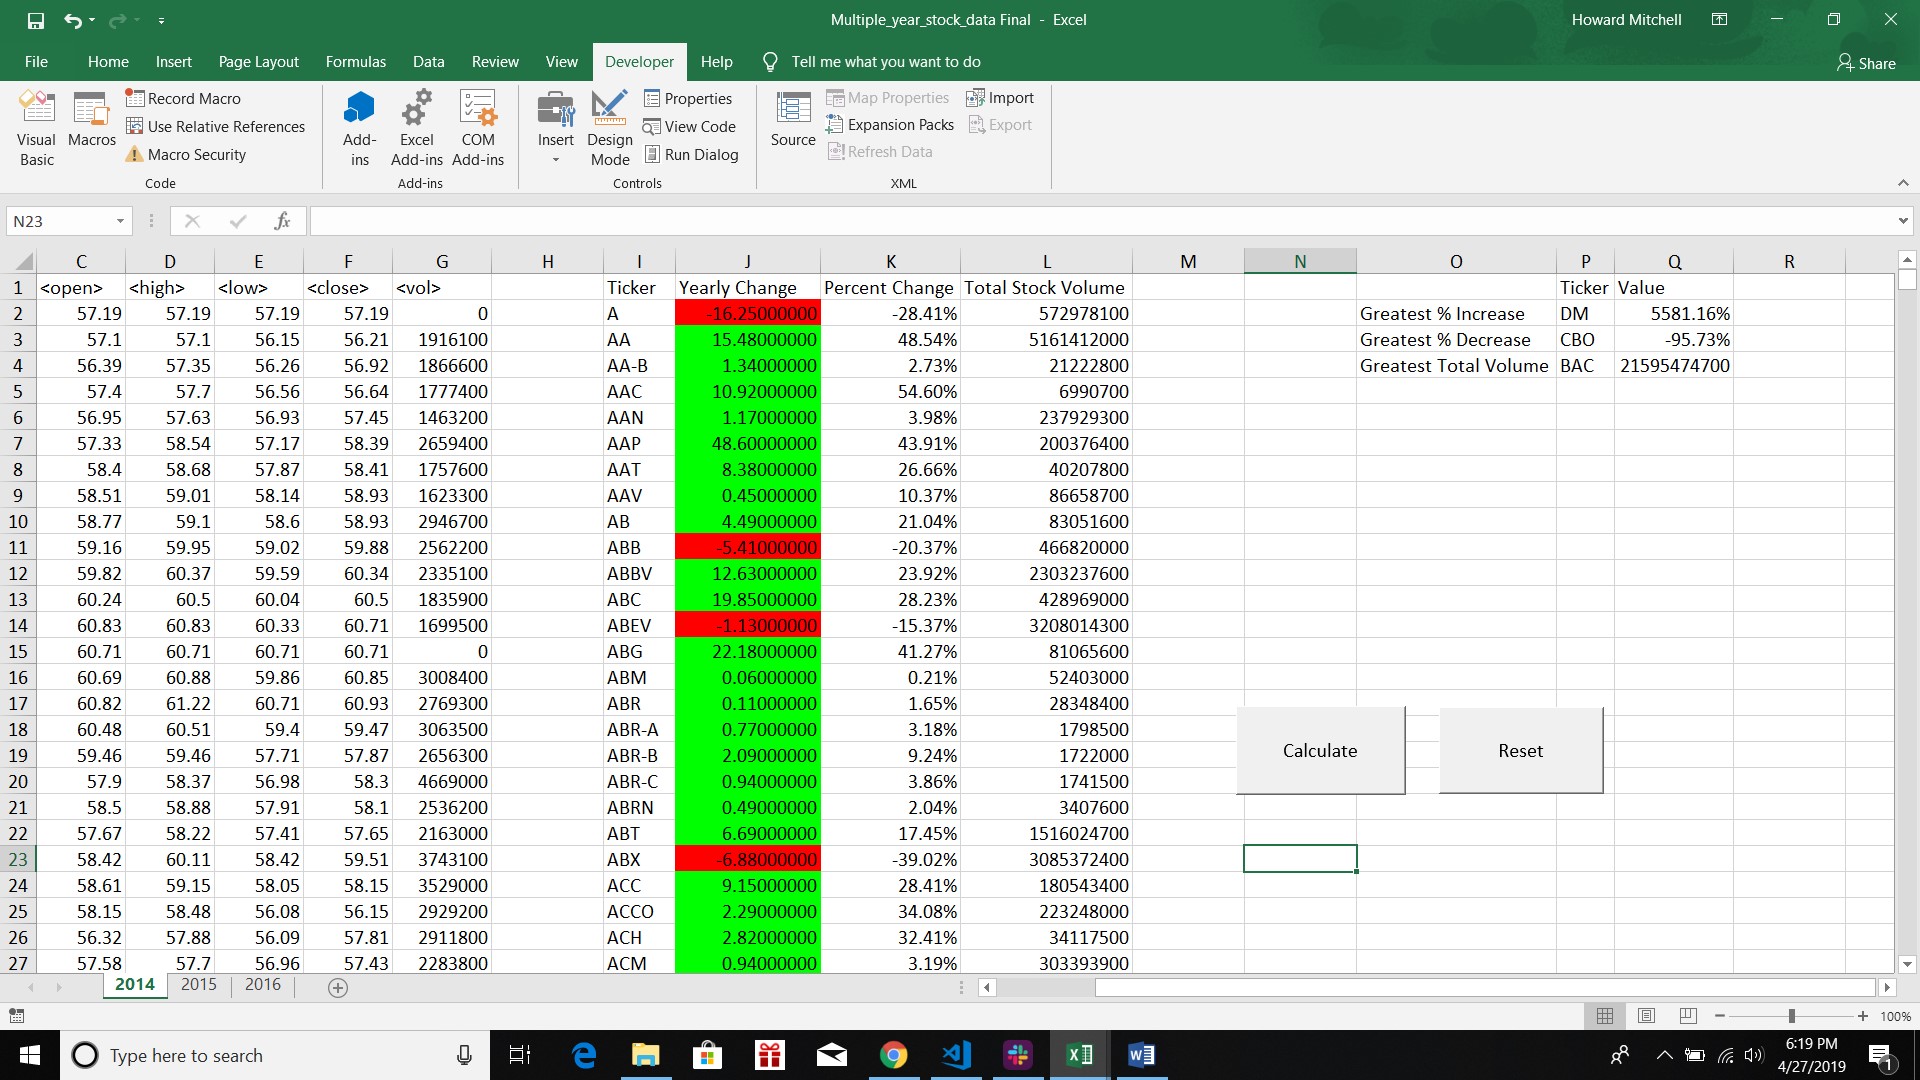 Multiple_year_stock_data Final - Excel
Howard Mitchell
File Home Insert Page Layout Formulas Data Review View Developer Help Tell me what you want to do Share
Visual Basic
Macros
Record Macro
Use Relative References
Macro Security
Code
Add-ins
Excel Add-ins
COM Add-ins
Add-ins
Insert
Design Mode
Properties
View Code
Run Dialog
Controls
Source
Map Properties
Expansion Packs
Refresh Data
Import
Export
XML
N23
fx
C D E F G H I J K L M N O P Q R
1 <open> <high> <low> <close> <vol> Ticker Yearly Change Percent Change Total Stock Volume Ticker Value
2 57.19 57.19 57.19 57.19 0 A -16.25000000 -28.41% 572978100 Greatest % Increase DM 5581.16%
3 57.1 57.1 56.15 56.21 1916100 AA 15.48000000 48.54% 5161412000 Greatest % Decrease CBO -95.73%
4 56.39 57.35 56.26 56.92 1866600 AA-B 1.34000000 2.73% 21222800 Greatest Total Volume BAC 21595474700
5 57.4 57.7 56.56 56.64 1777400 AAC 10.92000000 54.60% 6990700
6 56.95 57.63 56.93 57.45 1463200 AAN 1.17000000 3.98% 237929300
7 57.33 58.54 57.17 58.39 2659400 AAP 48.60000000 43.91% 200376400
8 58.4 58.68 57.87 58.41 1757600 AAT 8.38000000 26.66% 40207800
9 58.51 59.01 58.14 58.93 1623300 AAV 0.45000000 10.37% 86658700
10 58.77 59.1 58.6 58.93 2946700 AB 4.49000000 21.04% 83051600
11 59.16 59.95 59.02 59.88 2562200 ABB -5.41000000 -20.37% 466820000
12 59.82 60.37 59.59 60.34 2335100 ABBV 12.63000000 23.92% 2303237600
13 60.24 60.5 60.04 60.5 1835900 ABC 19.85000000 28.23% 428969000
14 60.83 60.83 60.33 60.71 1699500 ABEV -1.13000000 -15.37% 3208014300
15 60.71 60.71 60.71 60.71 0 ABG 22.18000000 41.27% 81065600
16 60.69 60.88 59.86 60.85 3008400 ABM 0.06000000 0.21% 52403000
17 60.82 61.22 60.71 60.93 2769300 ABR 0.11000000 1.65% 28348400
18 60.48 60.51 59.4 59.47 3063500 ABR-A 0.77000000 3.18% 1798500
19 59.46 59.46 57.71 57.87 2656300 ABR-B 2.09000000 9.24% 1722000
20 57.9 58.37 56.98 58.3 4669000 ABR-C 0.94000000 3.86% 1741500
21 58.5 58.88 57.91 58.1 2536200 ABRN 0.49000000 2.04% 3407600
22 57.67 58.22 57.41 57.65 2163000 ABT 6.69000000 17.45% 1516024700
23 58.42 60.11 58.42 59.51 3743100 ABX -6.88000000 -39.02% 3085372400
24 58.61 59.15 58.05 58.15 3529000 ACC 9.15000000 28.41% 180543400
25 58.15 58.48 56.08 56.15 2929200 ACCO 2.29000000 34.08% 223248000
26 56.32 57.88 56.09 57.81 2911800 ACH 2.82000000 32.41% 34117500
27 57.58 57.7 56.96 57.43 2283800 ACM 0.94000000 3.19% 303393900
Calculate
Reset
2014 2015 2016
100%
Type here to search
6:19 PM
4/27/2019
1